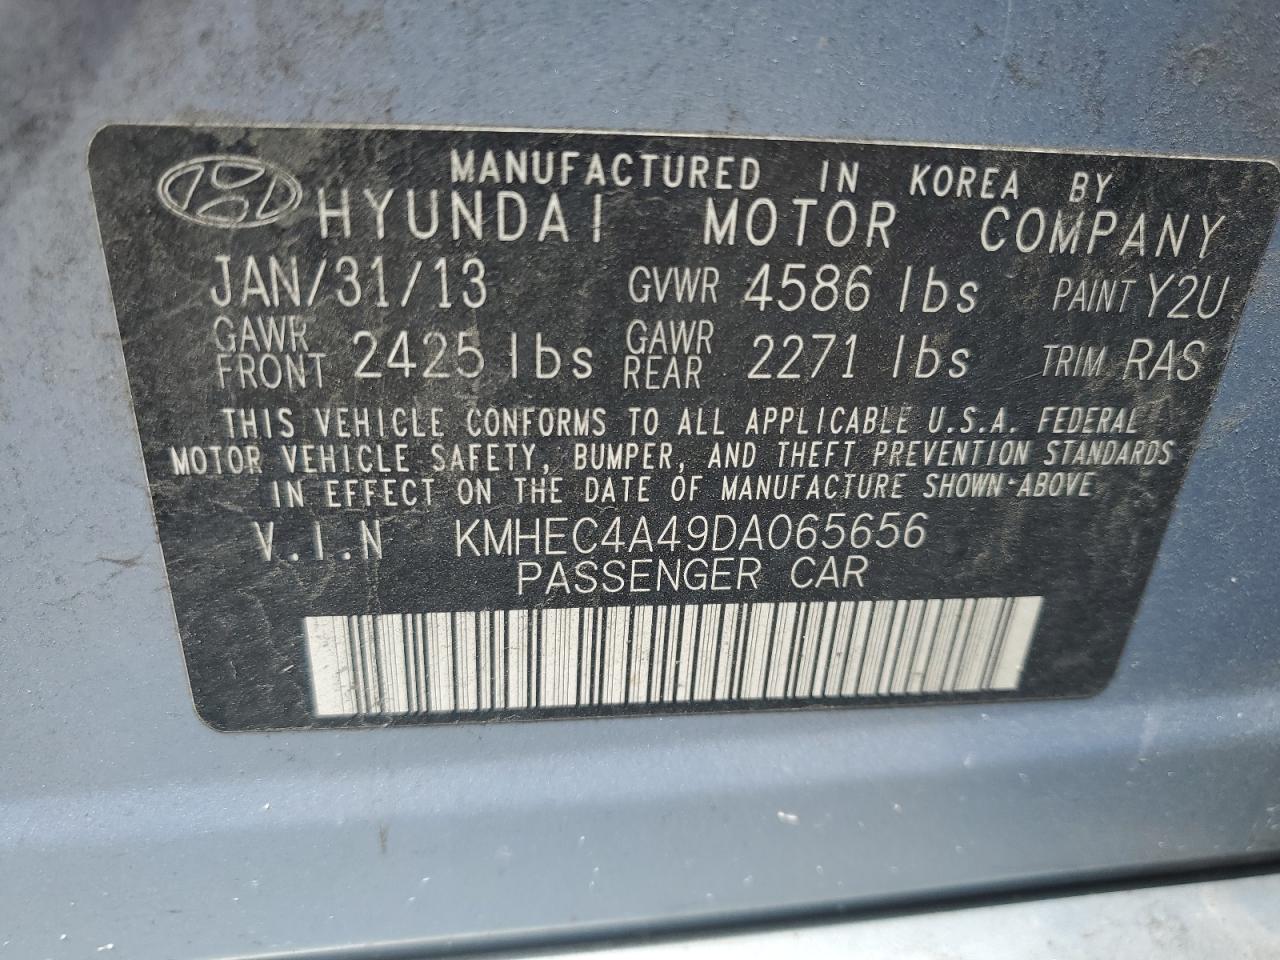 MANUFACTURED IN KOREA BY
HYUNDAI MOTOR COMPANY
JAN/31/13 GVWR 4586 lbs PAINT Y2U
GAWR FRONT 2425 lbs GAWR REAR 2271 lbs TRIM RAS
THIS VEHICLE CONFORMS TO ALL APPLICABLE U.S.A. FEDERAL
MOTOR VEHICLE SAFETY, BUMPER, AND THEFT PREVENTION STANDARDS
IN EFFECT ON THE DATE OF MANUFACTURE SHOWN-ABOVE
V.I.N KMHEC4A49DA065656
PASSENGER CAR